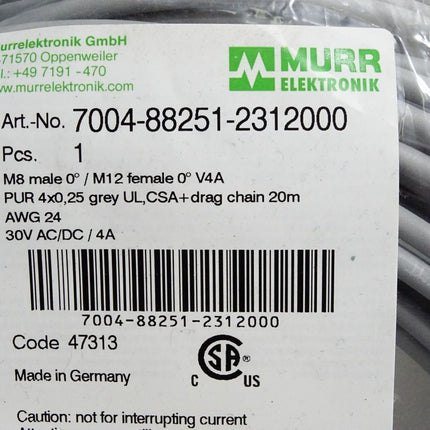 urrelektronik GmbH
71570 Oppenweiler
l.: +49 7191 - 470
www.murrelektronik.com
MURR
ELEKTRONIK
Art.-No. 7004-88251-2312000
Pcs. 1
M8 male 0° / M12 female 0° V4A
PUR 4x0,25 grey UL,CSA+drag chain 20m
AWG 24
30V AC/DC / 4A
7004-88251-2312000
Code 47313
Made in Germany
CSA ®
C US
Caution: not for interrupting current